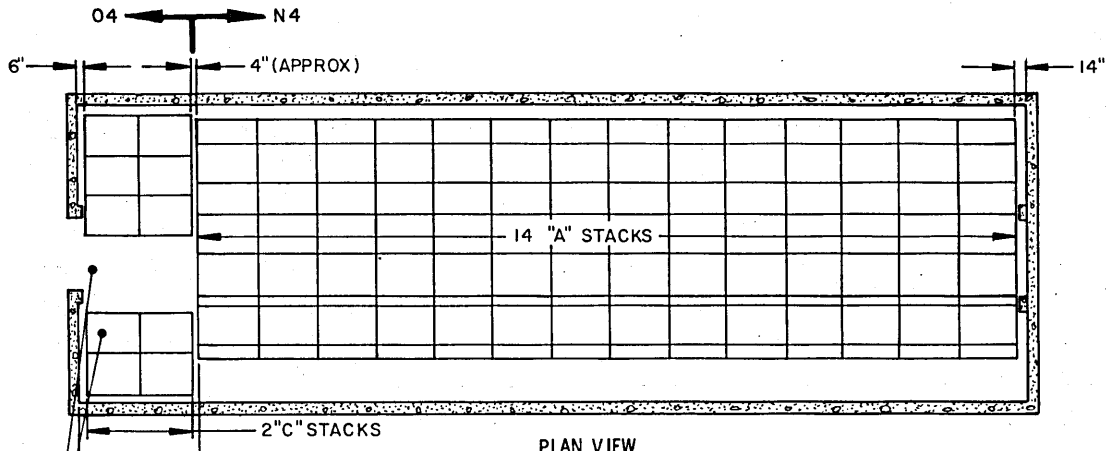 04 N4
6" 4" (APPROX) 14"
14 "A" STACKS
2 "C" STACKS
PLAN VIEW